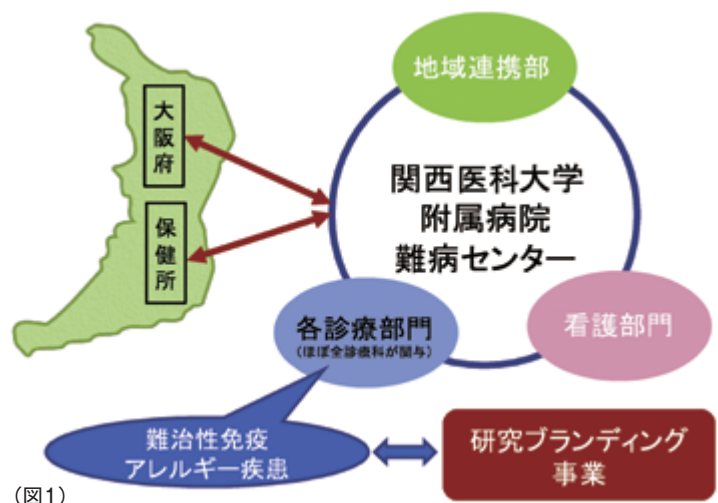 地域連携部
大阪府
保健所
関西医科大学
附属病院
難病センター
各診療部門
(ほぼ全診療科が関与)
看護部門
難治性免疫
アレルギー疾患
研究ブランディング
事業
(図1)